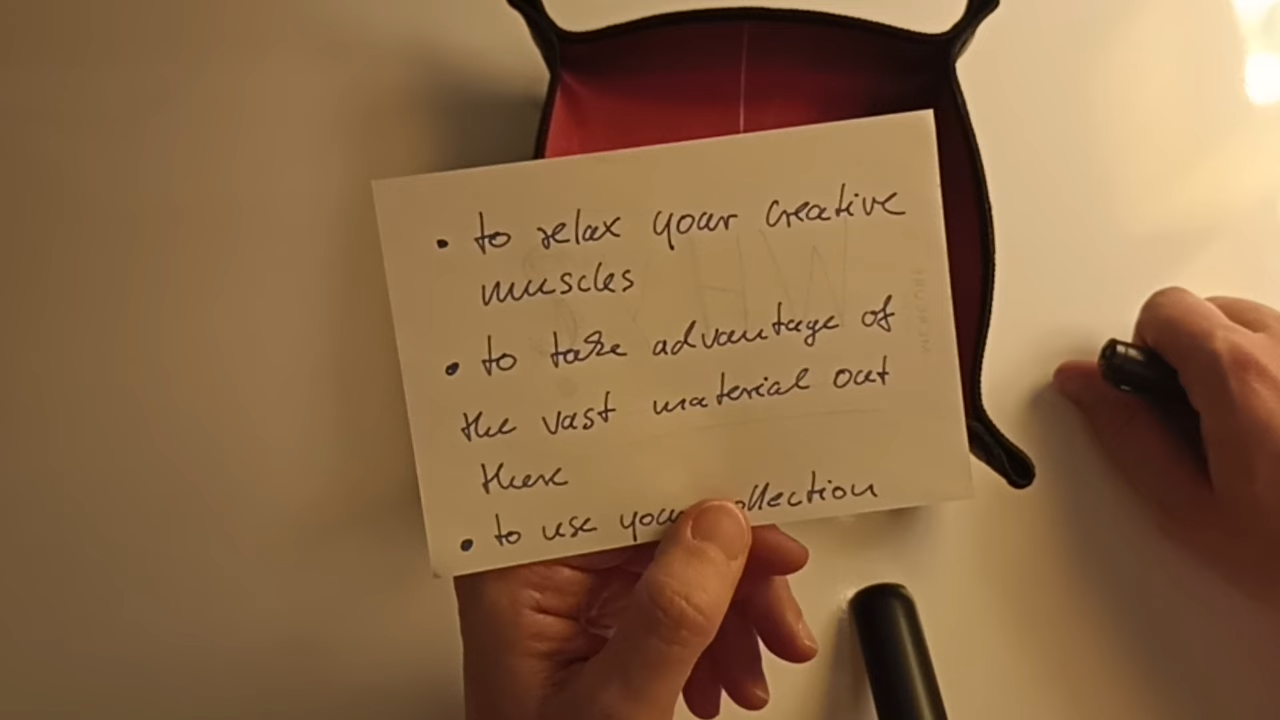 • to relax your creative
muscles
• to take advantage of
the vast material out
there
• to use your collection